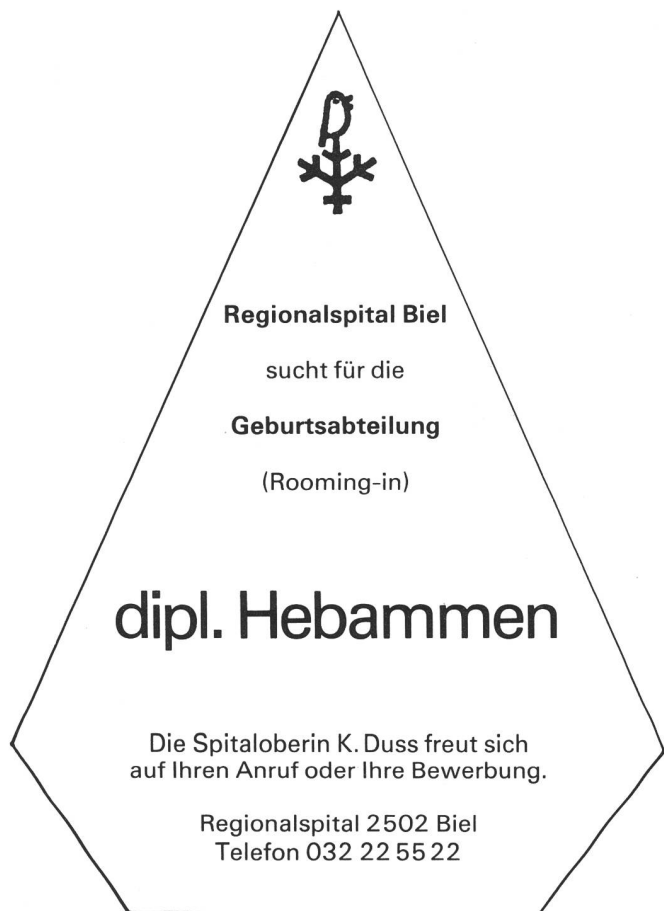 Regionalspital Biel
sucht für die
Geburtsabteilung
(Rooming-in)
dipl. Hebammen
Die Spitaloberin K. Duss freut sich
auf Ihren Anruf oder Ihre Bewerbung.
Regionalspital 2502 Biel
Telefon 032 22 55 22